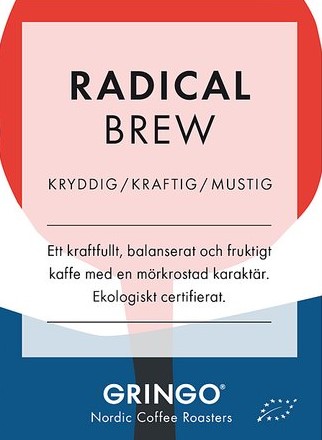 RADICAL
BREW
KRYDDIG/KRAFTIG/MUSTIG
Ett kraftfullt, balanserat och fruktigt
kaffe med en mörkrostad karaktär.
Ekologiskt certifierat.
GRINGO®
Nordic Coffee Roasters